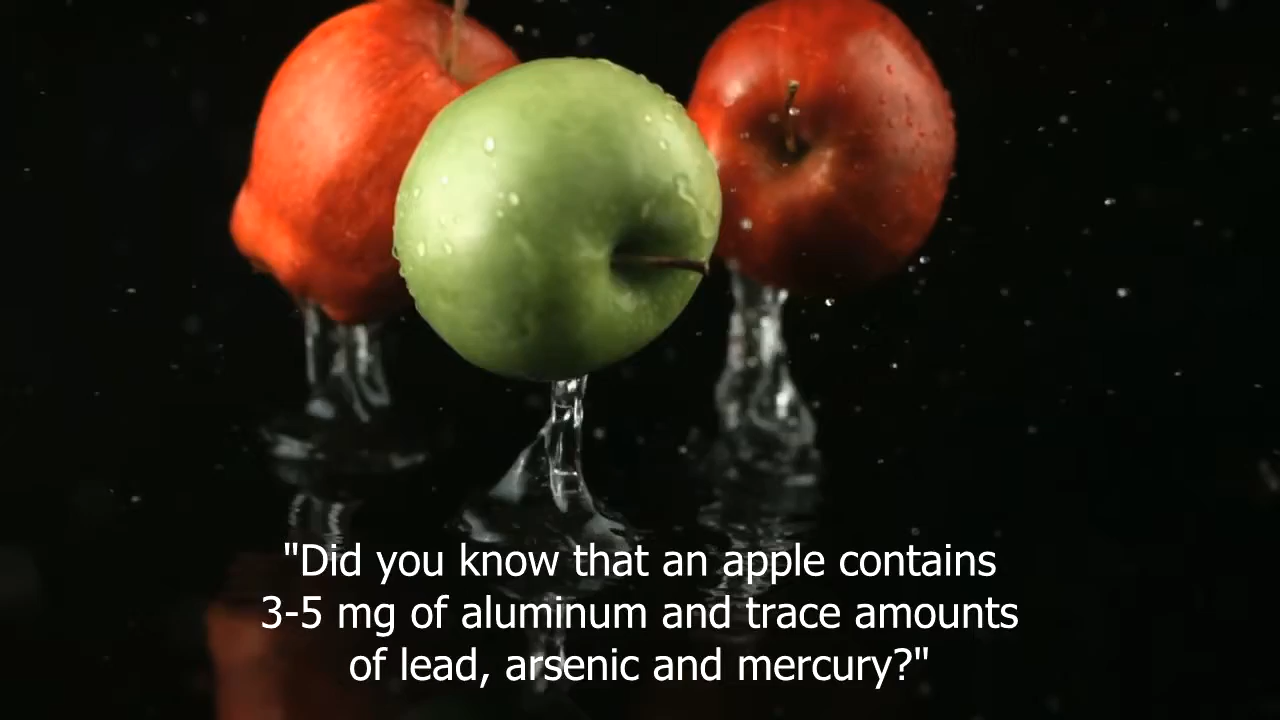 "Did you know that an apple contains
3-5 mg of aluminum and trace amounts
of lead, arsenic and mercury?"